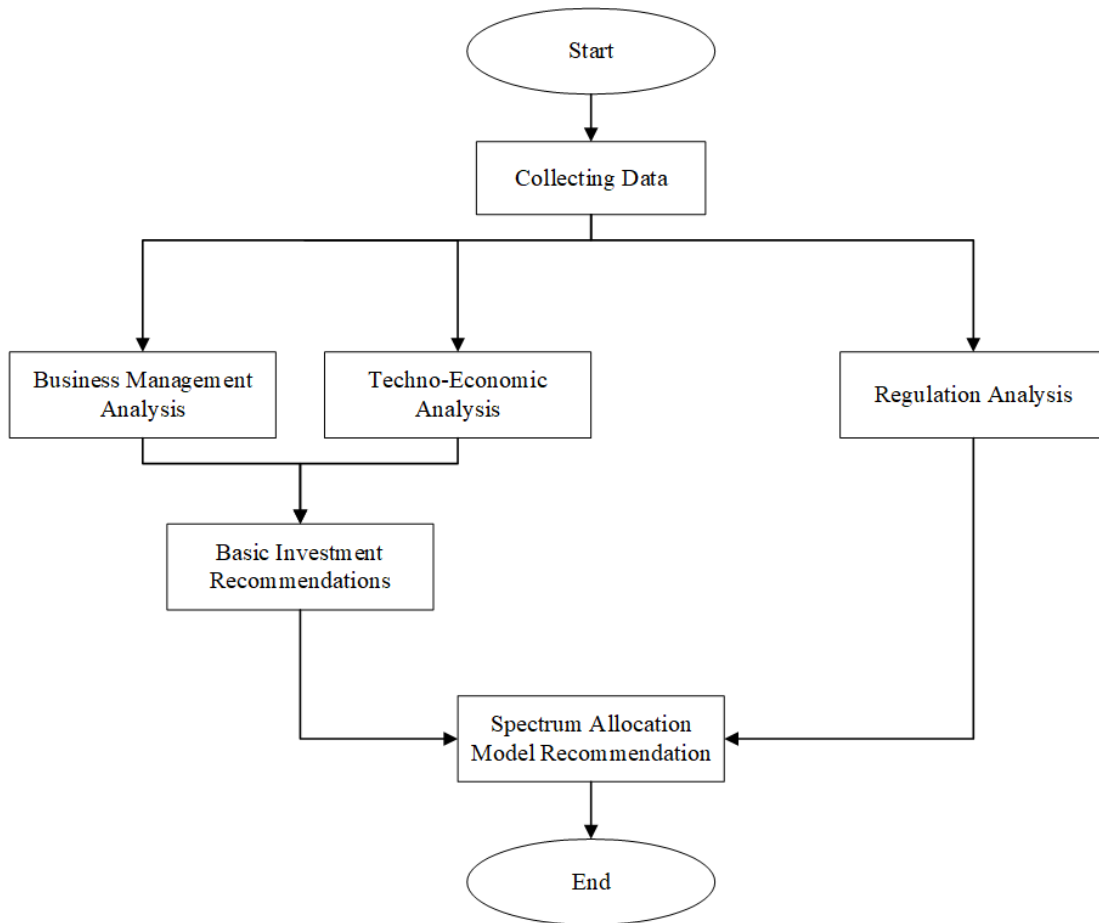 Start
Collecting Data
Business Management
Analysis
Techno-Economic
Analysis
Regulation Analysis
Basic Investment
Recommendations
Spectrum Allocation
Model Recommendation
End